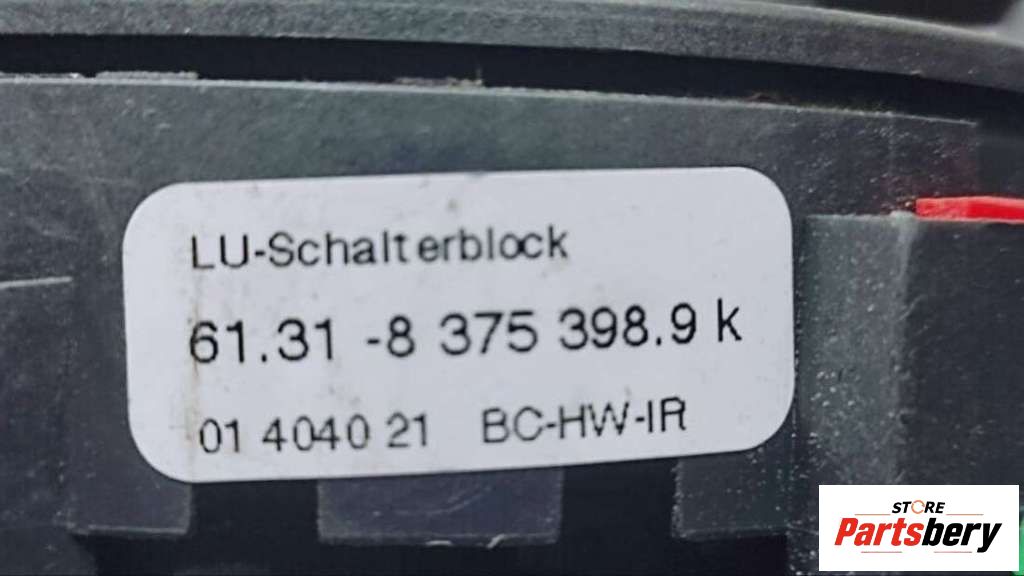 LU-Schalterblock
61.31 -8 375 398.9 k
01 4040 21 BC-HW-IR
STORE
Partsbery